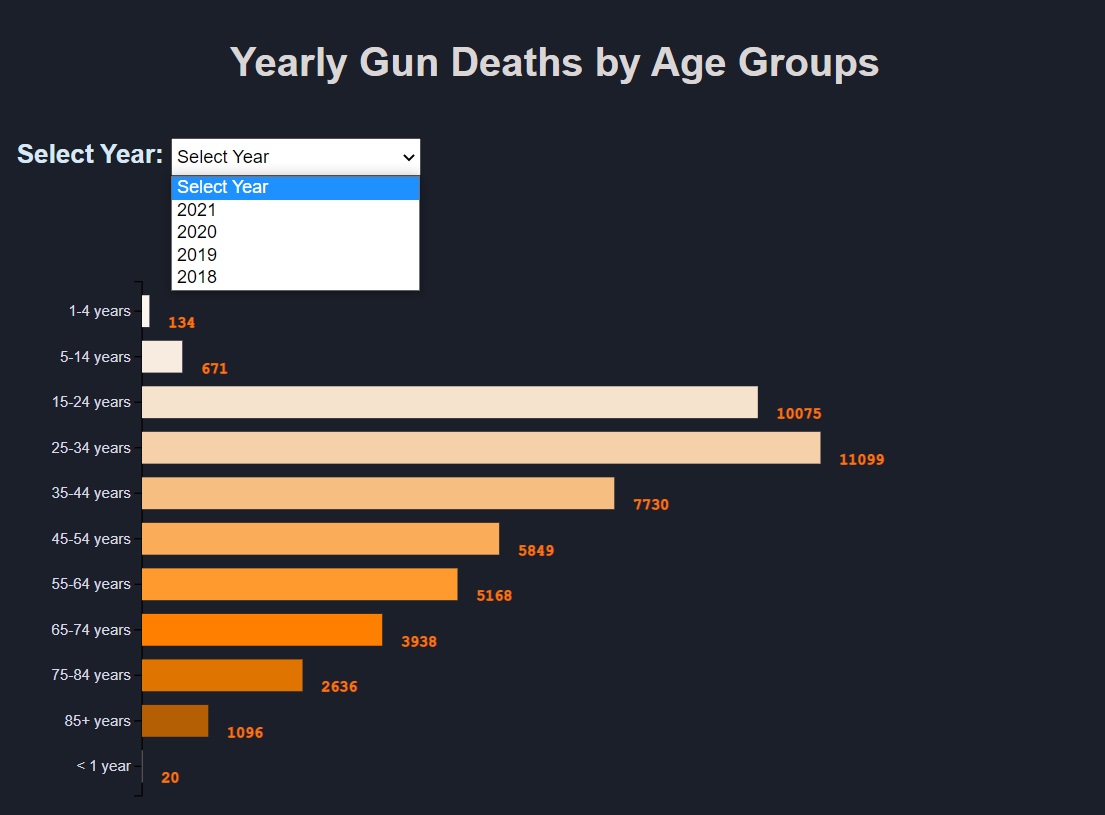 Yearly Gun Deaths by Age Groups
Select Year: Select Year
Select Year
2021
2020
2019
2018
1-4 years 134
5-14 years 671
15-24 years 10075
25-34 years 11099
35-44 years 7730
45-54 years 5849
55-64 years 5168
65-74 years 3938
75-84 years 2636
85+ years 1096
< 1 year 20